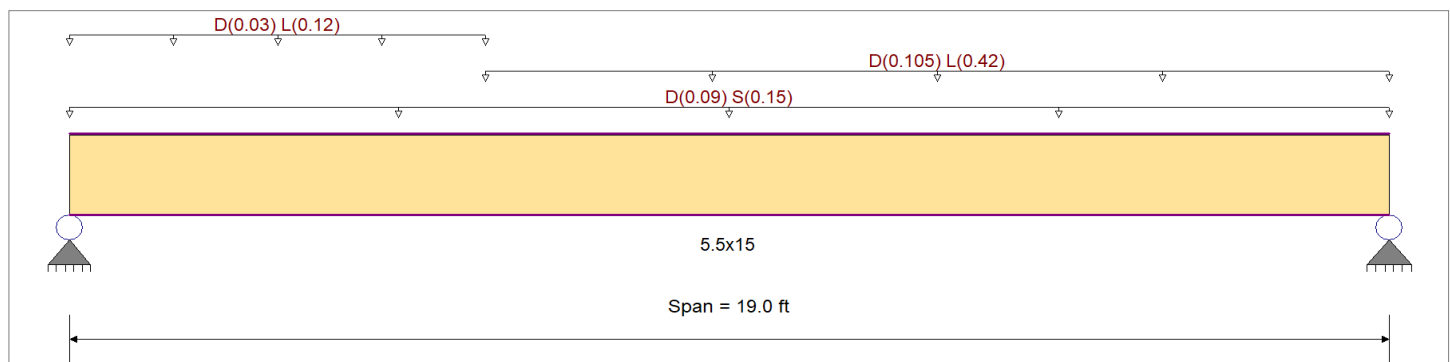 D(0.03) L(0.12)
D(0.105) L(0.42)
D(0.09) S(0.15)
5.5x15
Span = 19.0 ft